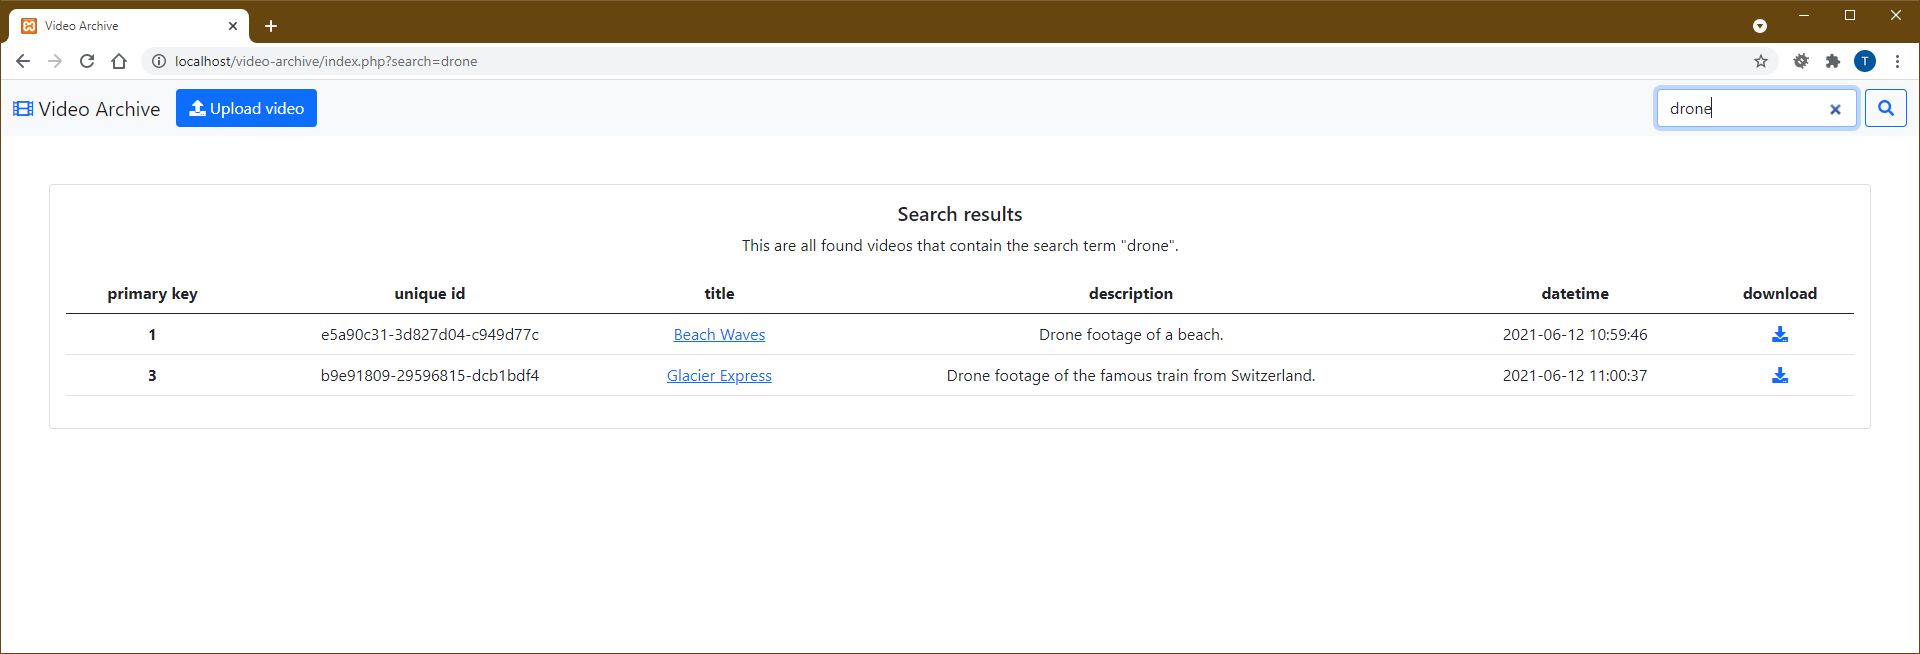 Video Archive
localhost/video-archive/index.php?search=drone
T
Video Archive
Upload video
drone
Search results
This are all found videos that contain the search term "drone".
primary key unique id title description datetime download
1 e5a90c31-3d827d04-c949d77c Beach Waves Drone footage of a beach. 2021-06-12 10:59:46
3 b9e91809-29596815-dcb1bdf4 Glacier Express Drone footage of the famous train from Switzerland. 2021-06-12 11:00:37